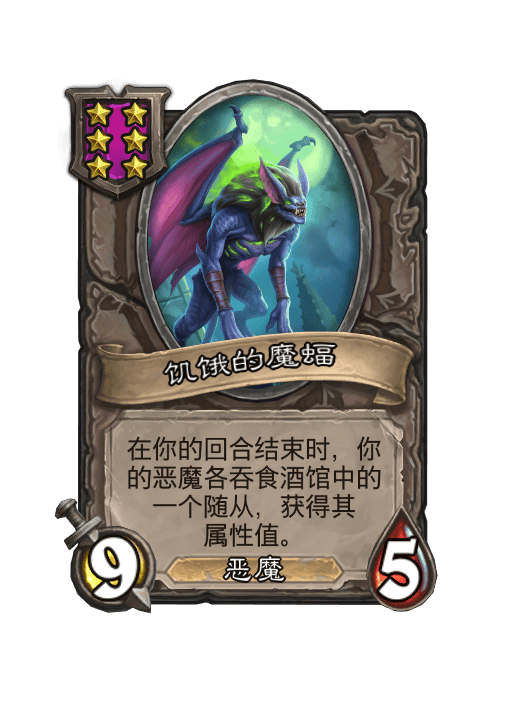 饥饿的魔蝠
在你的回合结束时，你
的恶魔各吞食酒馆中的
一个随从，获得其
属性值。
9
恶魔
5